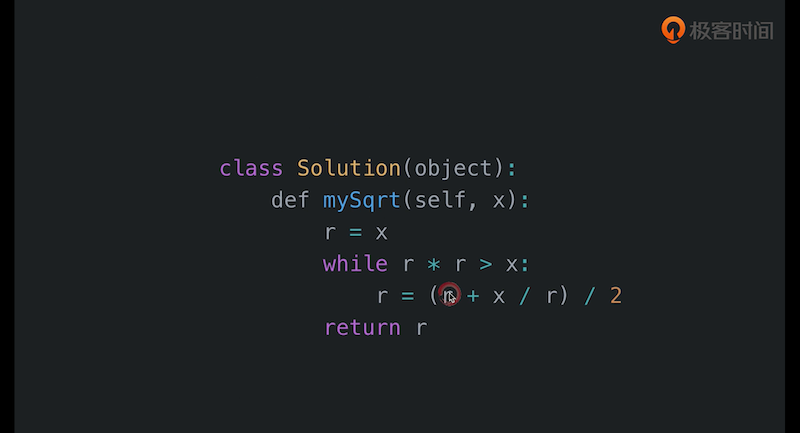 极客时间
class Solution(object):
    def mySqrt(self, x):
        r = x
        while r * r > x:
            r = (r + x / r) / 2
        return r